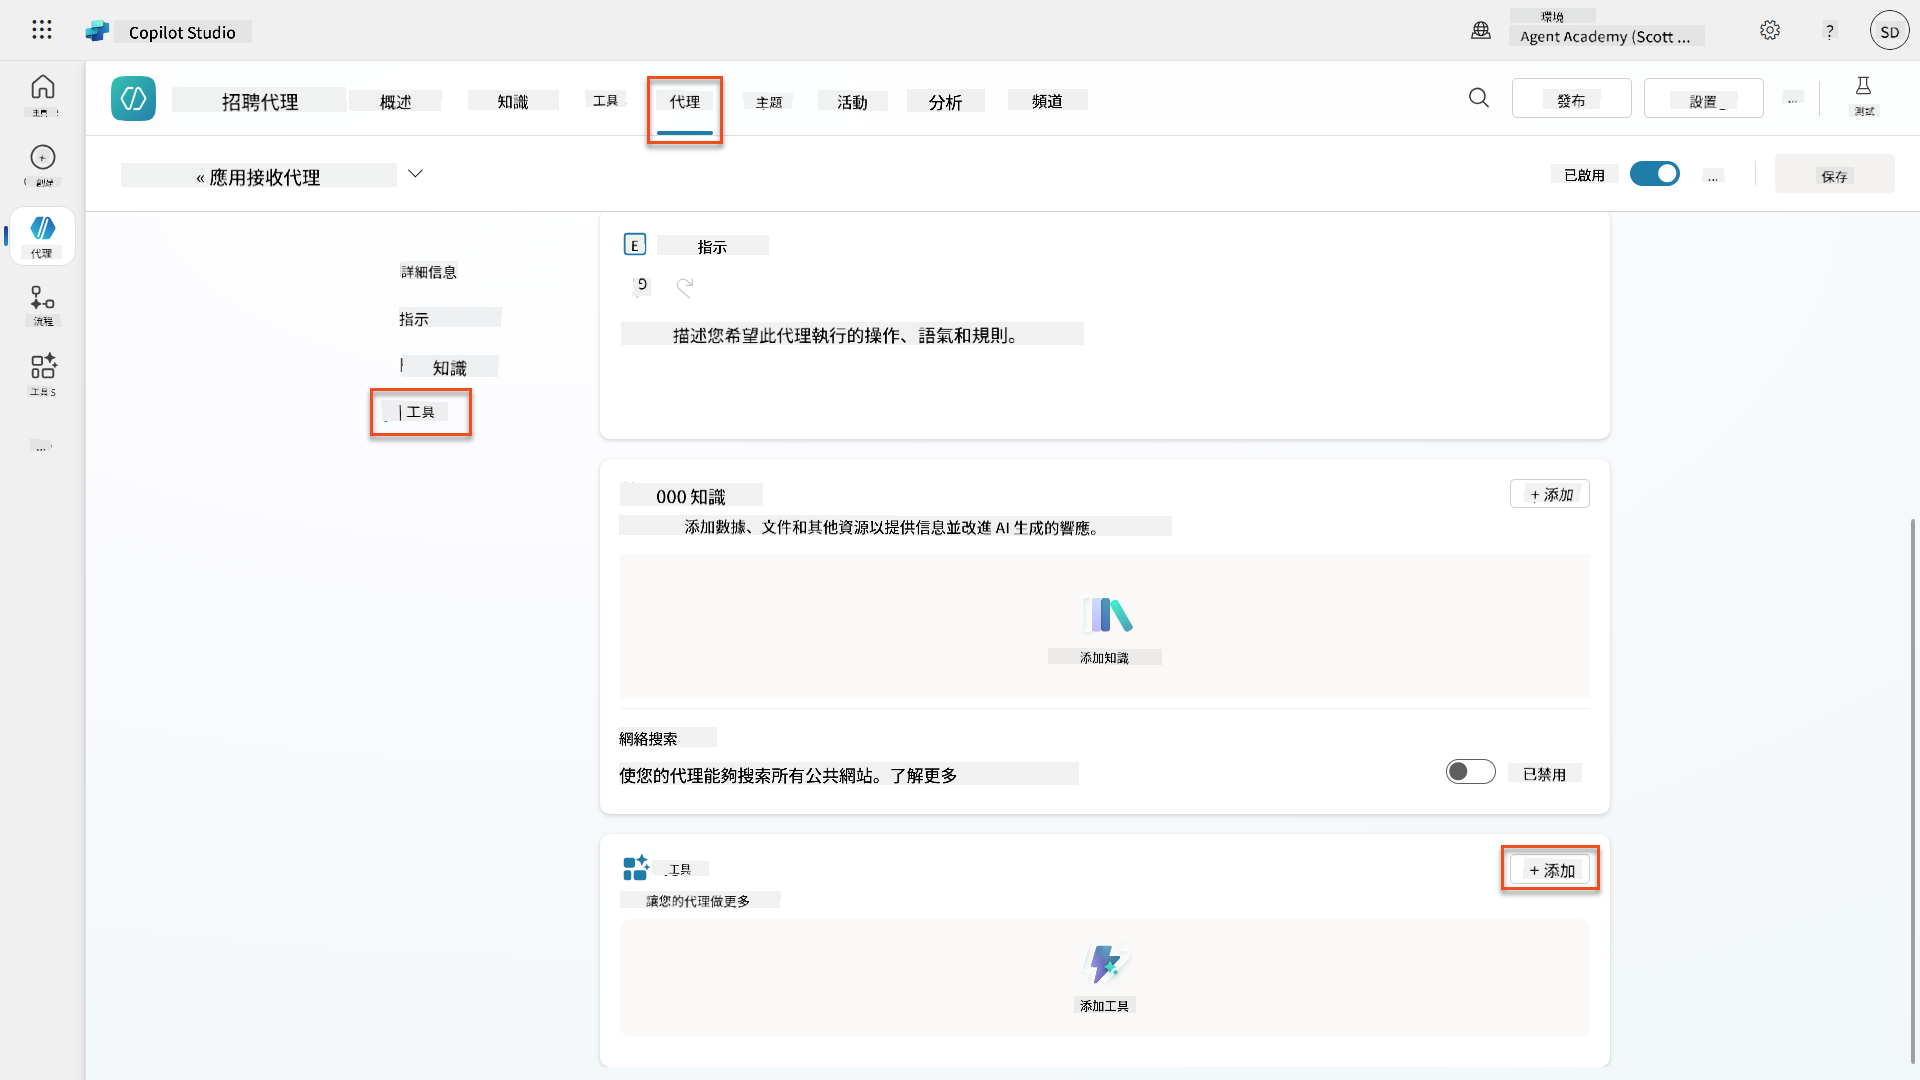 Copilot Studio
環境
Agent Academy (Scott ...
?
SD
招聘代理
概述
知識
工具
代理
主題
活動
分析
頻道
發布
設置
...
測試
« 應用接收代理
已啟用
...
保存
主頁
創建
代理
流程
工具 s
...
詳細信息
指示
知識
工具
E 指示
描述您希望此代理執行的操作、語氣和規則。
000 知識
+ 添加
添加數據、文件和其他資源以提供信息並改進 AI 生成的響應。
添加知識
網絡搜索
使您的代理能夠搜索所有公共網站。了解更多
已禁用
工具
+ 添加
讓您的代理做更多
添加工具